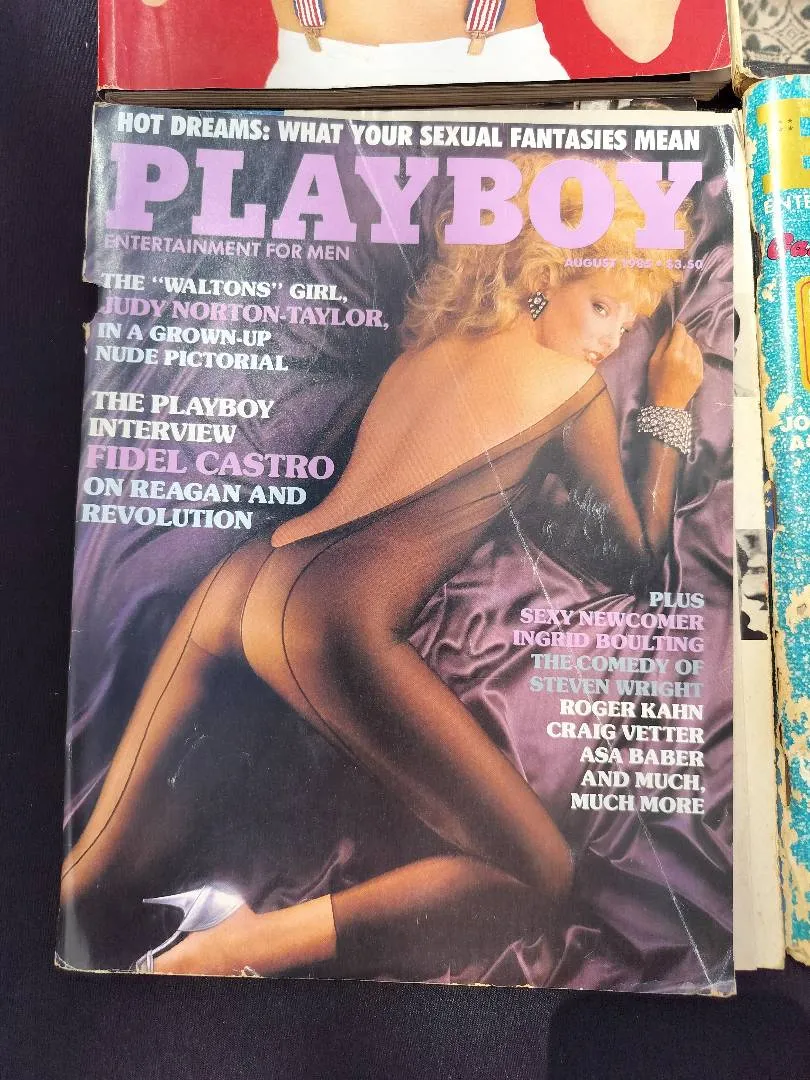 HOT DREAMS: WHAT YOUR SEXUAL FANTASIES MEAN
PLAYBOY
ENTERTAINMENT FOR MEN
AUGUST 1985 • $3.50
THE "WALTONS" GIRL,
JUDY NORTON-TAYLOR,
IN A GROWN-UP
NUDE PICTORIAL
THE PLAYBOY
INTERVIEW
FIDEL CASTRO
ON REAGAN AND
REVOLUTION
PLUS
SEXY NEWCOMER
INGRID BOULTING
THE COMEDY OF
STEVEN WRIGHT
ROGER KAHN
CRAIG VETTER
ASA BABER
AND MUCH,
MUCH MORE
ENTE
JO